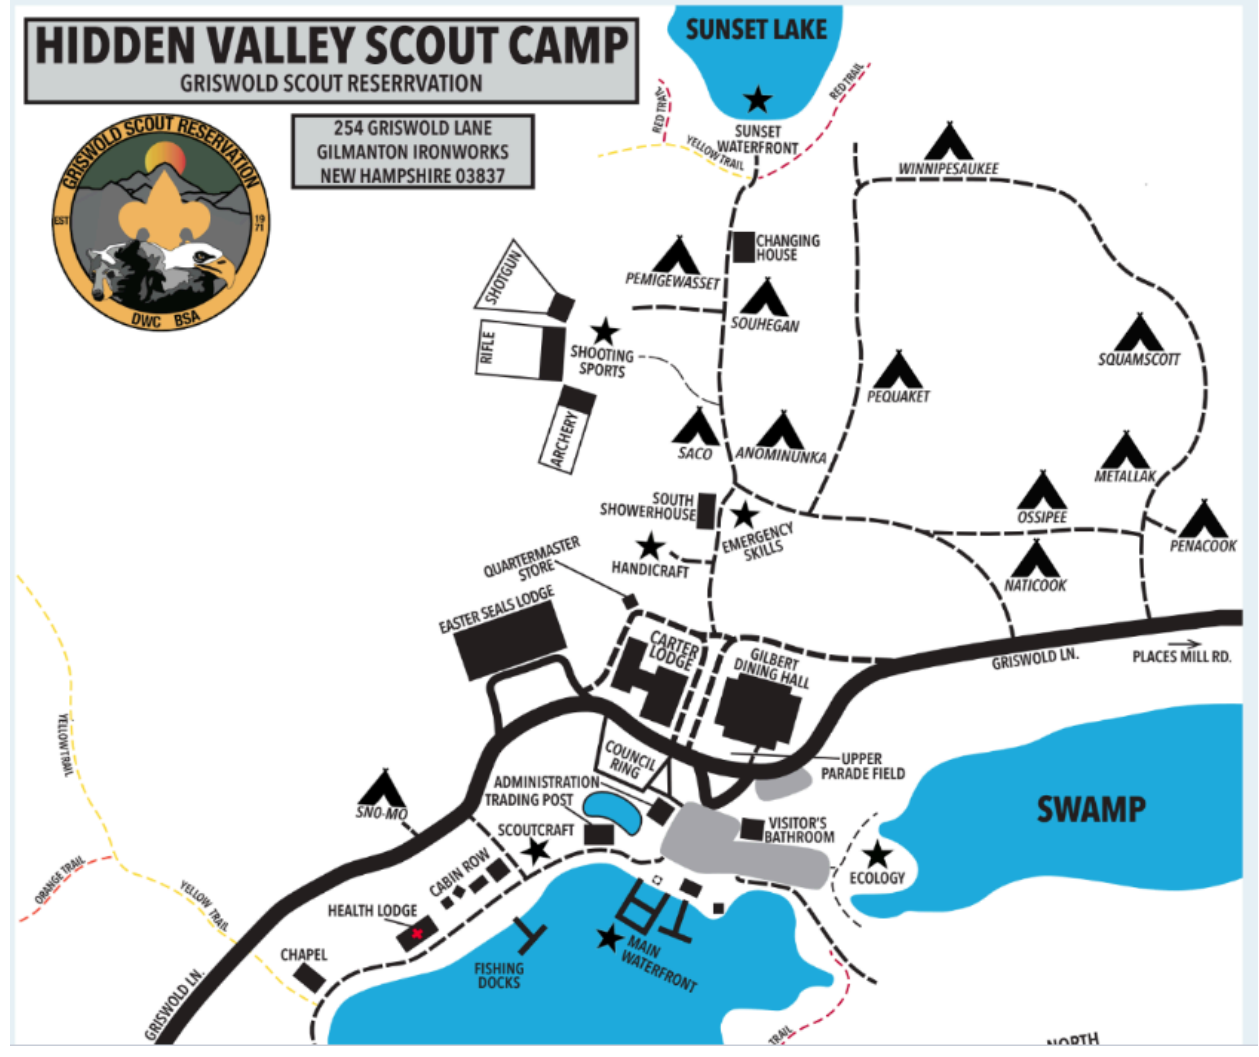 HIDDEN VALLEY SCOUT CAMP
GRISWOLD SCOUT RESERRVATION
254 GRISWOLD LANE
GILMANTON IRONWORKS
NEW HAMPSHIRE 03837
GRISWOLD SCOUT RESERVATION
EST
19
71
DWC BSA
SUNSET LAKE
RED TRAIL
RED TRAIL
SUNSET
WATERFRONT
YELLOW TRAIL
WINNIPESAUKEE
CHANGING
HOUSE
PEMIGEWASSET
SOUHEGAN
SHOTGUN
RIFLE
SHOOTING
SPORTS
ARCHERY
SQUAMSCOTT
PEQUAKET
SACO
ANOMINUNKA
METALLAK
SOUTH
SHOWERHOUSE
EMERGENCY
SKILLS
OSSIPEE
PENACOOK
HANDICRAFT
NATICOOK
QUARTERMASTER
STORE
EASTER SEALS LODGE
CARTER
LODGE
GILBERT
DINING HALL
GRISWOLD LN.
PLACES MILL RD.
YELLOW TRAIL
COUNCIL
RING
UPPER
PARADE FIELD
ADMINISTRATION
TRADING POST
SNO-MO
SWAMP
SCOUTCRAFT
VISITOR'S
BATHROOM
ECOLOGY
ORANGE TRAIL
YELLOW TRAIL
CABIN ROW
HEALTH LODGE
CHAPEL
MAIN
WATERFRONT
FISHING
DOCKS
GRISWOLD LN.
TRAIL
NORTH